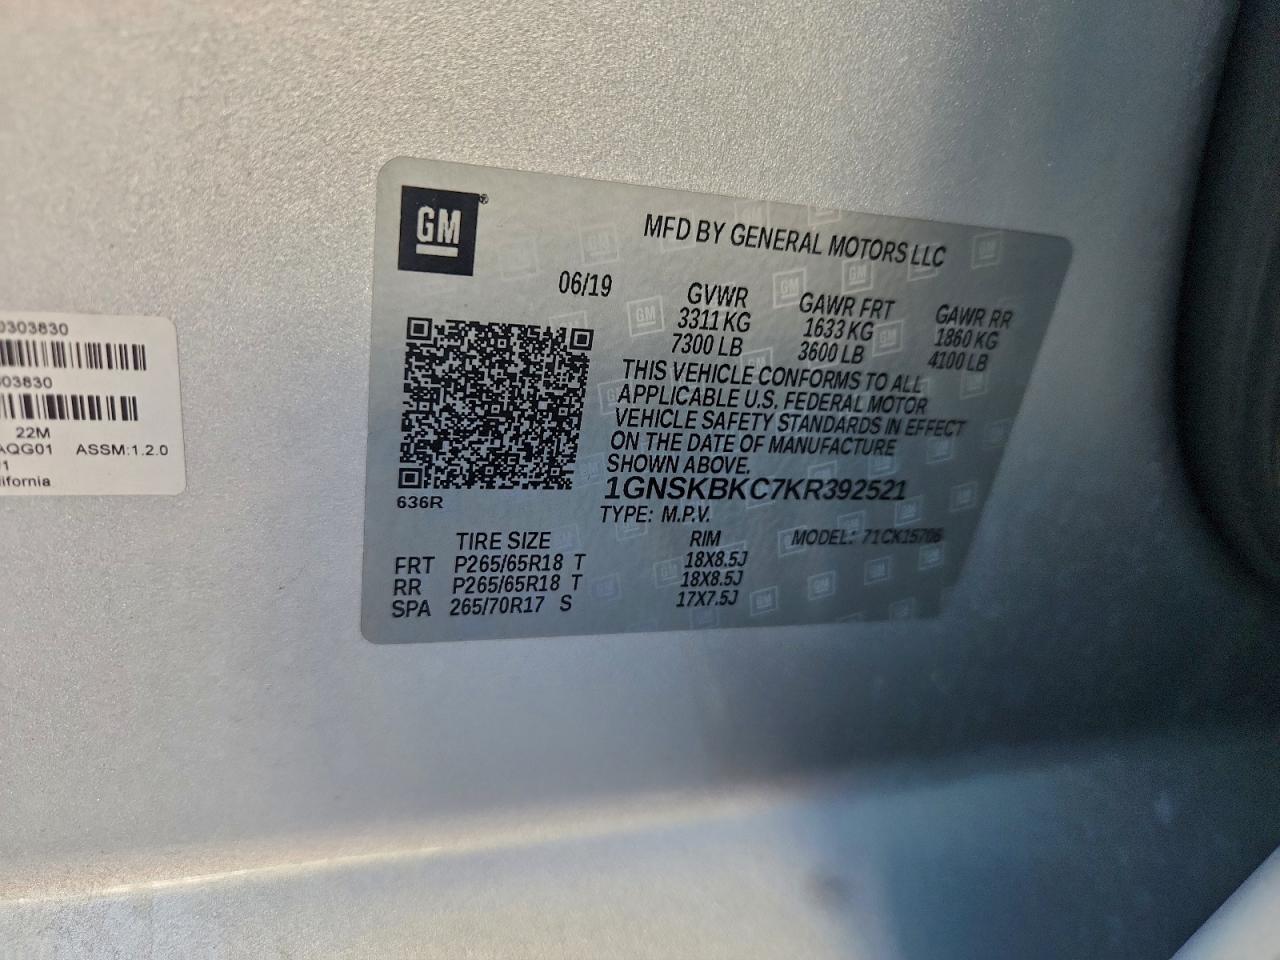 GM ®
MFD BY GENERAL MOTORS LLC
06/19
GVWR GAWR FRT GAWR RR
3311 KG 1633 KG 1860 KG
7300 LB 3600 LB 4100 LB
THIS VEHICLE CONFORMS TO ALL
APPLICABLE U.S. FEDERAL MOTOR
VEHICLE SAFETY STANDARDS IN EFFECT
ON THE DATE OF MANUFACTURE
SHOWN ABOVE.
1GNSKBKC7KR392521
636R
TYPE: M.P.V.
TIRE SIZE RIM MODEL: 71CK15706
FRT P265/65R18 T 18X8.5J
RR P265/65R18 T 18X8.5J
SPA 265/70R17 S 17X7.5J
0303830
03830
22M
AQG01 ASSM:1.2.0
ifornia